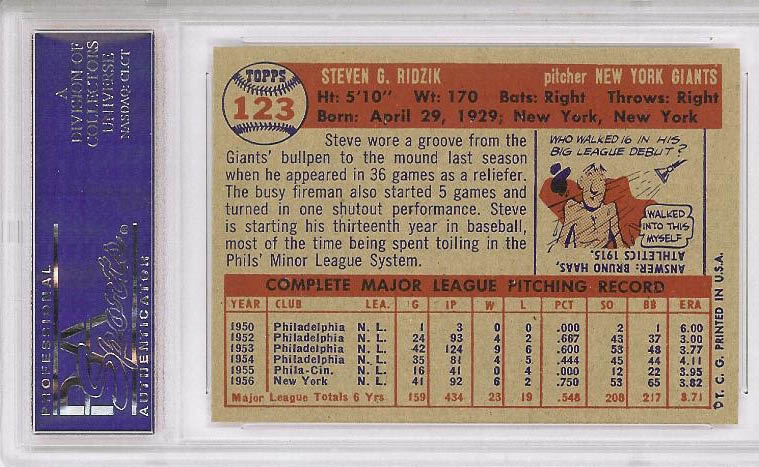 A
DIVISION OF
COLLECTORS
UNIVERSE
NASDAQ: CLCT
PROFESSIONAL
PSA
Sports
AUTHENTICATOR
TOPPS
123
STEVEN G. RIDZIK pitcher NEW YORK GIANTS
Ht: 5'10" Wt: 170 Bats: Right Throws: Right
Born: April 29, 1929; New York, New York
Steve wore a groove from the
Giants' bullpen to the mound last season
when he appeared in 36 games as a reliefer.
The busy fireman also started 5 games and
turned in one shutout performance. Steve
is starting his thirteenth year in baseball,
most of the time being spent toiling in the
Phils' Minor League System.
WHO WALKED 16 IN HIS
BIG LEAGUE DEBUT?
I WALKED
INTO THIS
MYSELF
ANSWER: BRUNO HAAS,
ATHLETICS 1915.
COMPLETE MAJOR LEAGUE PITCHING RECORD
YEAR CLUB LEA. G IP W L PCT SO BB ERA
1950 Philadelphia N. L. 1 3 0 0 .000 2 1 6.00
1952 Philadelphia N. L. 24 93 4 2 .667 43 37 3.00
1953 Philadelphia N. L. 42 124 9 6 .600 53 48 3.77
1954 Philadelphia N. L. 35 81 4 5 .444 45 44 4.11
1955 Phila-Cin. N. L. 16 41 0 4 .000 12 22 3.95
1956 New York N. L. 41 92 6 2 .750 53 65 3.82
Major League Totals 6 Yrs 159 434 23 19 .548 208 217 3.71
© T. C. G. PRINTED IN U.S.A.